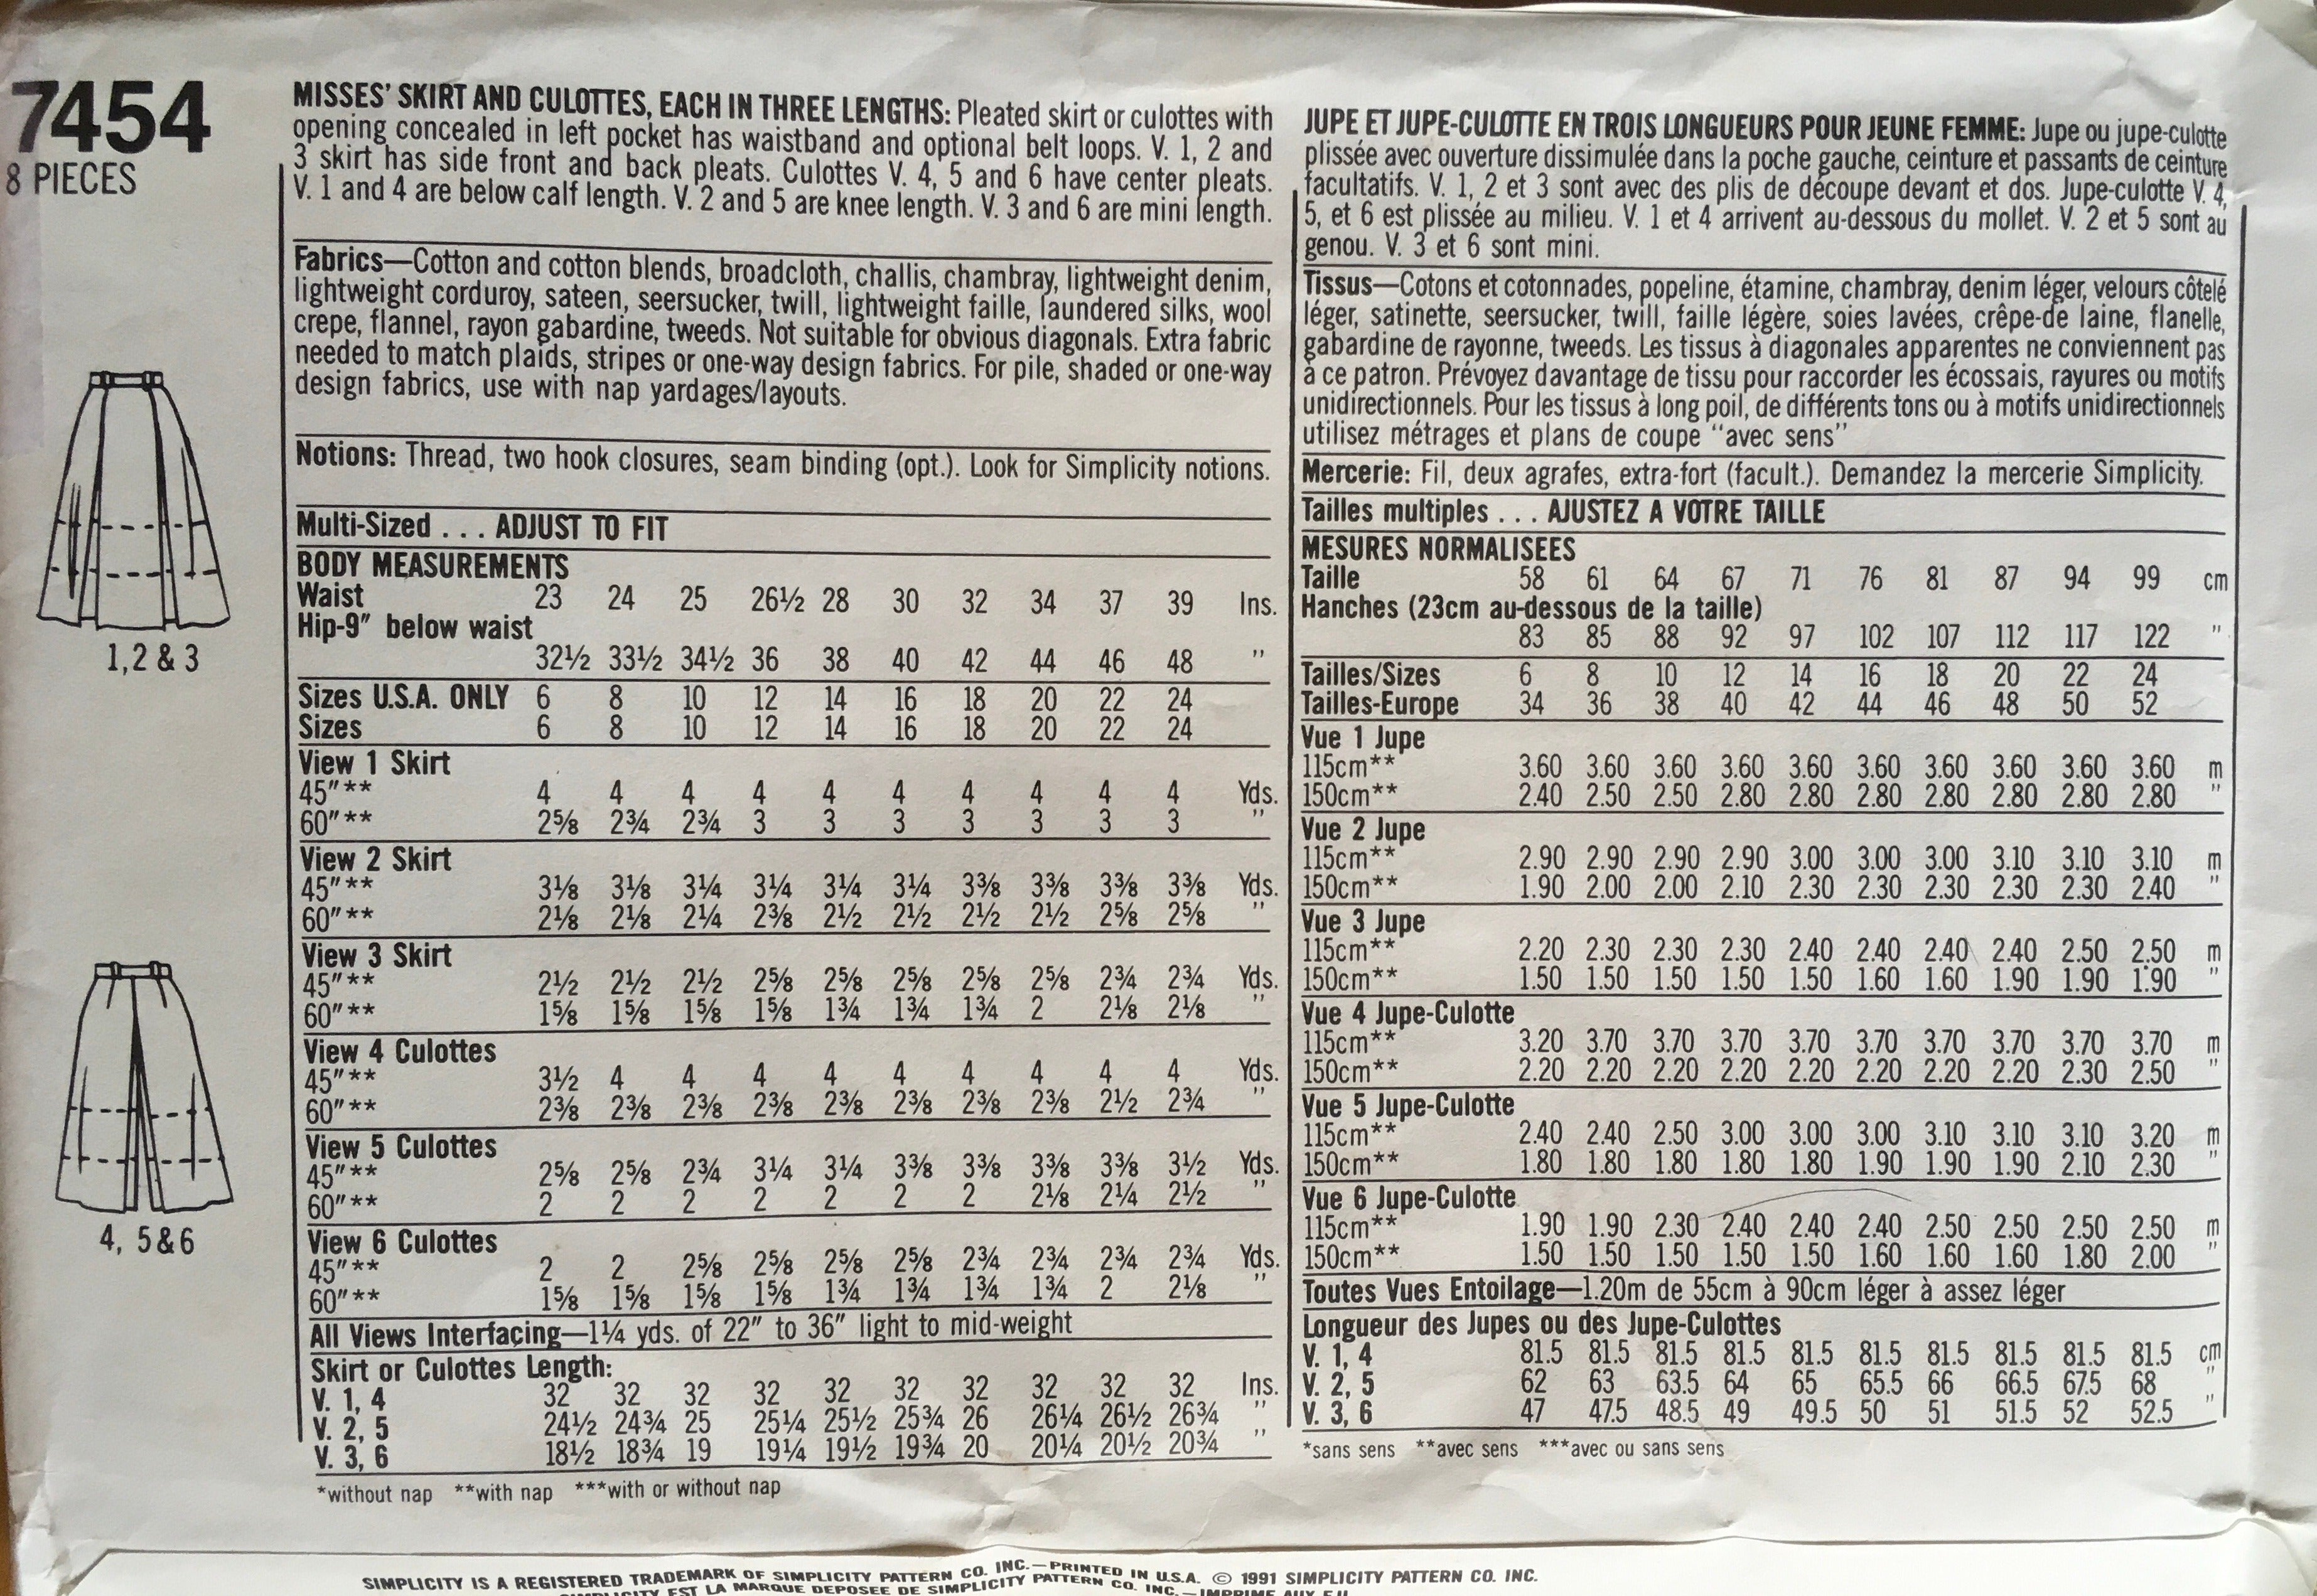 7454
8 PIECES
1,2 & 3
4, 5&6
MISSES' SKIRT AND CULOTTES, EACH IN THREE LENGTHS: Pleated skirt or culottes with
opening concealed in left pocket has waistband and optional belt loops. V. 1, 2 and
3 skirt has side front and back pleats. Culottes V. 4, 5 and 6 have center pleats.
V. 1 and 4 are below calf length. V. 2 and 5 are knee length. V. 3 and 6 are mini length.
Fabrics—Cotton and cotton blends, broadcloth, challis, chambray, lightweight denim,
lightweight corduroy, sateen, seersucker, twill, lightweight faille, laundered silks, wool
crepe, flannel, rayon gabardine, tweeds. Not suitable for obvious diagonals. Extra fabric
needed to match plaids, stripes or one-way design fabrics. For pile, shaded or one-way
design fabrics, use with nap yardages/layouts.
Notions: Thread, two hook closures, seam binding (opt.). Look for Simplicity notions.
Multi-Sized . . . ADJUST TO FIT
BODY MEASUREMENTS
Waist 23 24 25 26½ 28 30 32 34 37 39 Ins.
Hip-9" below waist
32½ 33½ 34½ 36 38 40 42 44 46 48 "
Sizes U.S.A. ONLY 6 8 10 12 14 16 18 20 22 24
Sizes 6 8 10 12 14 16 18 20 22 24
View 1 Skirt
45"** 4 4 4 4 4 4 4 4 4 4 Yds.
60"** 2⅝ 2¾ 2¾ 3 3 3 3 3 3 3 "
View 2 Skirt
45"** 3⅛ 3⅛ 3¼ 3¼ 3¼ 3¼ 3⅜ 3⅜ 3⅜ 3⅜ Yds.
60"** 2⅛ 2⅛ 2¼ 2⅜ 2½ 2½ 2½ 2½ 2⅝ 2⅝ "
View 3 Skirt
45"** 2½ 2½ 2½ 2⅝ 2⅝ 2⅝ 2⅝ 2⅝ 2¾ 2¾ Yds.
60"** 1⅝ 1⅝ 1⅝ 1⅝ 1¾ 1¾ 1¾ 2 2⅛ 2⅛ "
View 4 Culottes
45"** 3½ 4 4 4 4 4 4 4 4 4 Yds.
60"** 2⅜ 2⅜ 2⅜ 2⅜ 2⅜ 2⅜ 2⅜ 2⅜ 2½ 2¾ "
View 5 Culottes
45"** 2⅝ 2⅝ 2¾ 3¼ 3¼ 3⅜ 3⅜ 3⅜ 3⅜ 3½ Yds.
60"** 2 2 2 2 2 2 2 2⅛ 2¼ 2½ "
View 6 Culottes
45"** 2 2 2⅝ 2⅝ 2⅝ 2⅝ 2¾ 2¾ 2¾ 2¾ Yds.
60"** 1⅝ 1⅝ 1⅝ 1⅝ 1¾ 1¾ 1¾ 1¾ 2 2⅛ "
All Views Interfacing—1¼ yds. of 22" to 36" light to mid-weight
Skirt or Culottes Length:
V. 1, 4 32 32 32 32 32 32 32 32 32 32 Ins.
V. 2, 5 24½ 24¾ 25 25¼ 25½ 25¾ 26 26¼ 26½ 26¾ "
V. 3, 6 18½ 18¾ 19 19¼ 19½ 19¾ 20 20¼ 20½ 20¾ "
*without nap **with nap ***with or without nap
JUPE ET JUPE-CULOTTE EN TROIS LONGUEURS POUR JEUNE FEMME: Jupe ou jupe-culotte
plissée avec ouverture dissimulée dans la poche gauche, ceinture et passants de ceinture
facultatifs. V. 1, 2 et 3 sont avec des plis de découpe devant et dos. Jupe-culotte V. 4,
5, et 6 est plissée au milieu. V. 1 et 4 arrivent au-dessous du mollet. V. 2 et 5 sont au
genou. V. 3 et 6 sont mini.
Tissus—Cotons et cotonnades, popeline, étamine, chambray, denim léger, velours côtelé
léger, satinette, seersucker, twill, faille légère, soies lavées, crêpe-de laine, flanelle,
gabardine de rayonne, tweeds. Les tissus à diagonales apparentes ne conviennent pas
à ce patron. Prévoyez davantage de tissu pour raccorder les écossais, rayures ou motifs
unidirectionnels. Pour les tissus à long poil, de différents tons ou à motifs unidirectionnels
utilisez métrages et plans de coupe "avec sens"
Mercerie: Fil, deux agrafes, extra-fort (facult.). Demandez la mercerie Simplicity.
Tailles multiples . . . AJUSTEZ A VOTRE TAILLE
MESURES NORMALISEES
Taille 58 61 64 67 71 76 81 87 94 99 cm
Hanches (23cm au-dessous de la taille)
83 85 88 92 97 102 107 112 117 122 "
Tailles/Sizes 6 8 10 12 14 16 18 20 22 24
Tailles-Europe 34 36 38 40 42 44 46 48 50 52
Vue 1 Jupe
115cm** 3.60 3.60 3.60 3.60 3.60 3.60 3.60 3.60 3.60 3.60 m
150cm** 2.40 2.50 2.50 2.80 2.80 2.80 2.80 2.80 2.80 2.80 "
Vue 2 Jupe
115cm** 2.90 2.90 2.90 2.90 3.00 3.00 3.00 3.10 3.10 3.10 m
150cm** 1.90 2.00 2.00 2.10 2.30 2.30 2.30 2.30 2.30 2.40 "
Vue 3 Jupe
115cm** 2.20 2.30 2.30 2.30 2.40 2.40 2.40 2.40 2.50 2.50 m
150cm** 1.50 1.50 1.50 1.50 1.50 1.60 1.60 1.90 1.90 1.90 "
Vue 4 Jupe-Culotte
115cm** 3.20 3.70 3.70 3.70 3.70 3.70 3.70 3.70 3.70 3.70 m
150cm** 2.20 2.20 2.20 2.20 2.20 2.20 2.20 2.20 2.30 2.50 "
Vue 5 Jupe-Culotte
115cm** 2.40 2.40 2.50 3.00 3.00 3.00 3.10 3.10 3.10 3.20 m
150cm** 1.80 1.80 1.80 1.80 1.80 1.90 1.90 1.90 2.10 2.30 "
Vue 6 Jupe-Culotte
115cm** 1.90 1.90 2.30 2.40 2.40 2.40 2.50 2.50 2.50 2.50 m
150cm** 1.50 1.50 1.50 1.50 1.50 1.60 1.60 1.60 1.80 2.00 "
Toutes Vues Entoilage—1.20m de 55cm à 90cm léger à assez léger
Longueur des Jupes ou des Jupe-Culottes
V. 1, 4 81.5 81.5 81.5 81.5 81.5 81.5 81.5 81.5 81.5 81.5 cm
V. 2, 5 62 63 63.5 64 65 65.5 66 66.5 67.5 68 "
V. 3, 6 47 47.5 48.5 49 49.5 50 51 51.5 52 52.5 "
*sans sens **avec sens ***avec ou sans sens
SIMPLICITY IS A REGISTERED TRADEMARK OF SIMPLICITY PATTERN CO. INC.—PRINTED IN U.S.A. © 1991 SIMPLICITY PATTERN CO. INC.
EST LA MARQUE DEPOSEE DE SIMPLICITY PATTERN CO. INC.—